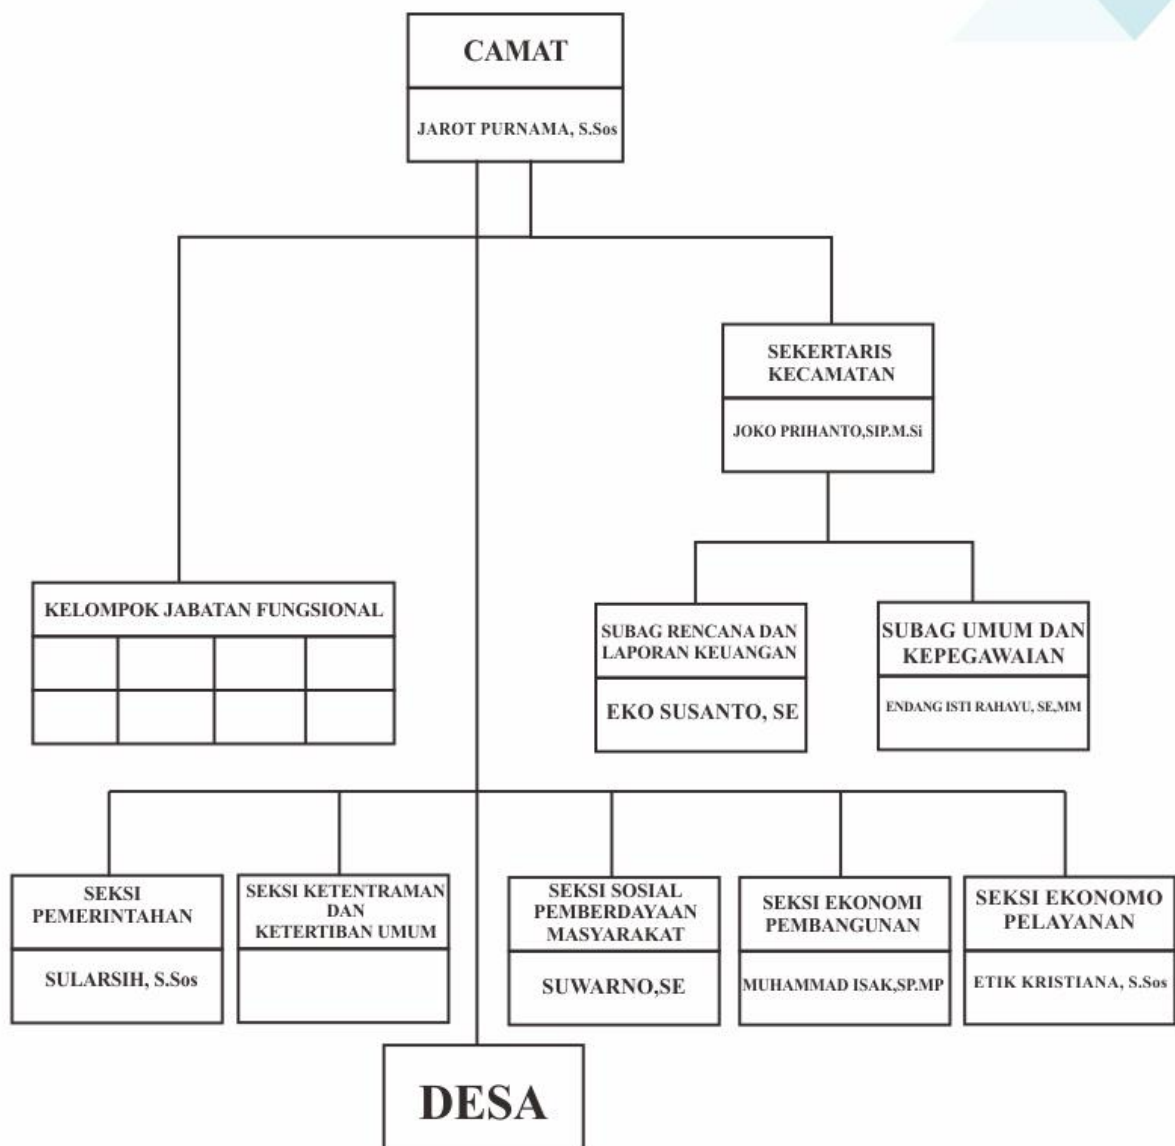 CAMAT
JAROT PURNAMA, S.Sos
SEKERTARIS
KECAMATAN
JOKO PRIHANTO,SIP.M.Si
KELOMPOK JABATAN FUNGSIONAL
SUBAG RENCANA DAN
LAPORAN KEUANGAN
EKO SUSANTO, SE
SUBAG UMUM DAN
KEPEGAWAIAN
ENDANG ISTI RAHAYU, SE,MM
SEKSI
PEMERINTAHAN
SULARSIH, S.Sos
SEKSI KETENTRAMAN
DAN
KETERTIBAN UMUM
SEKSI SOSIAL
PEMBERDAYAAN
MASYARAKAT
SUWARNO,SE
SEKSI EKONOMI
PEMBANGUNAN
MUHAMMAD ISAK,SP.MP
SEKSI EKONOMO
PELAYANAN
ETIK KRISTIANA, S.Sos
DESA